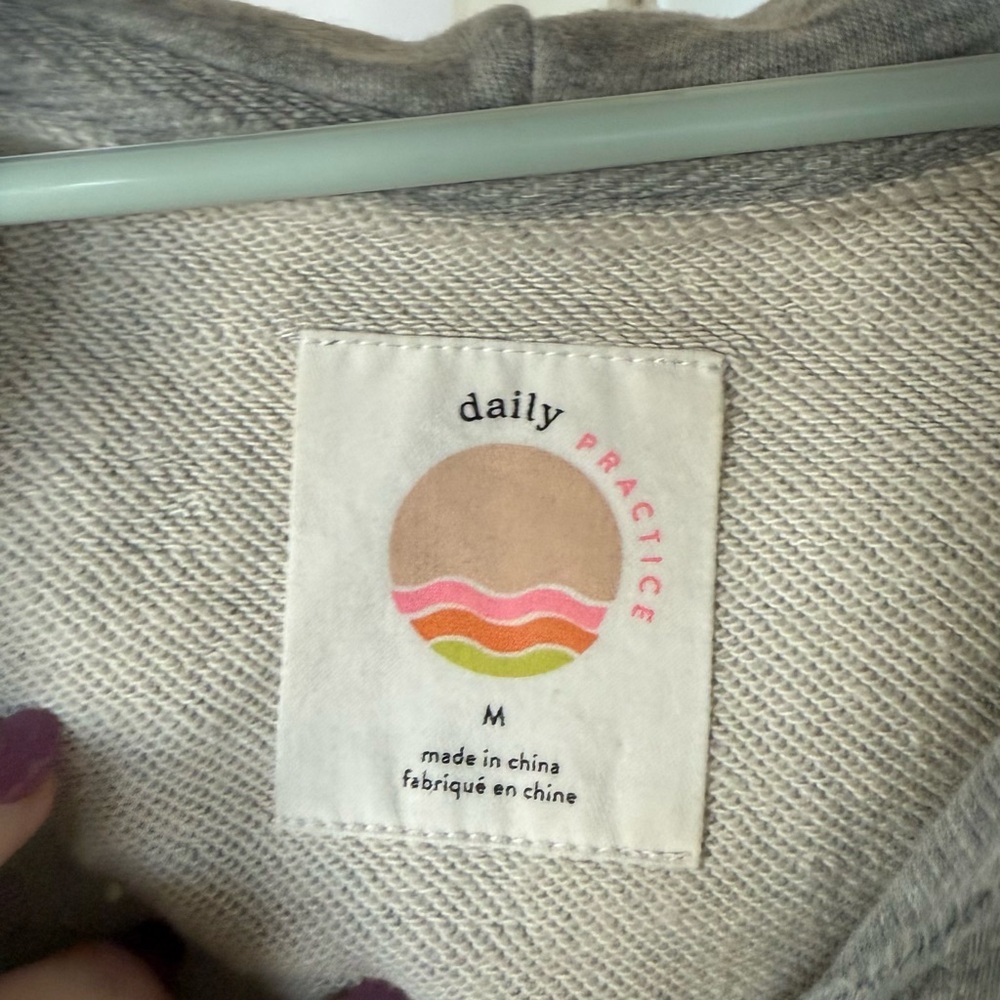 daily PRACTICE
M
made in china
fabriqué en chine